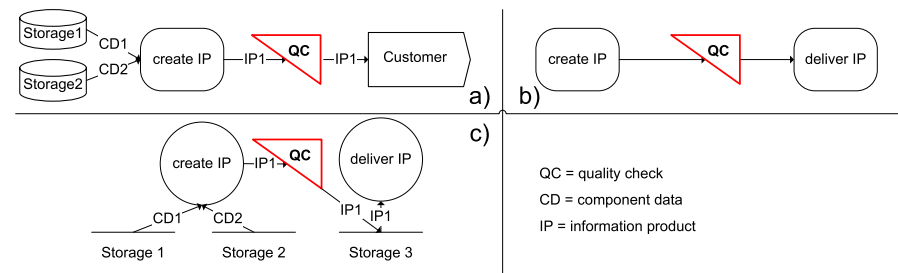 Storage1
CD1
Storage2
CD2
create IP
IP1
QC
IP1
Customer
a)
create IP
QC
deliver IP
b)
c)
create IP
IP1
QC
deliver IP
CD1
CD2
IP1
IP1
Storage 1
Storage 2
Storage 3
QC = quality check
CD = component data
IP = information product